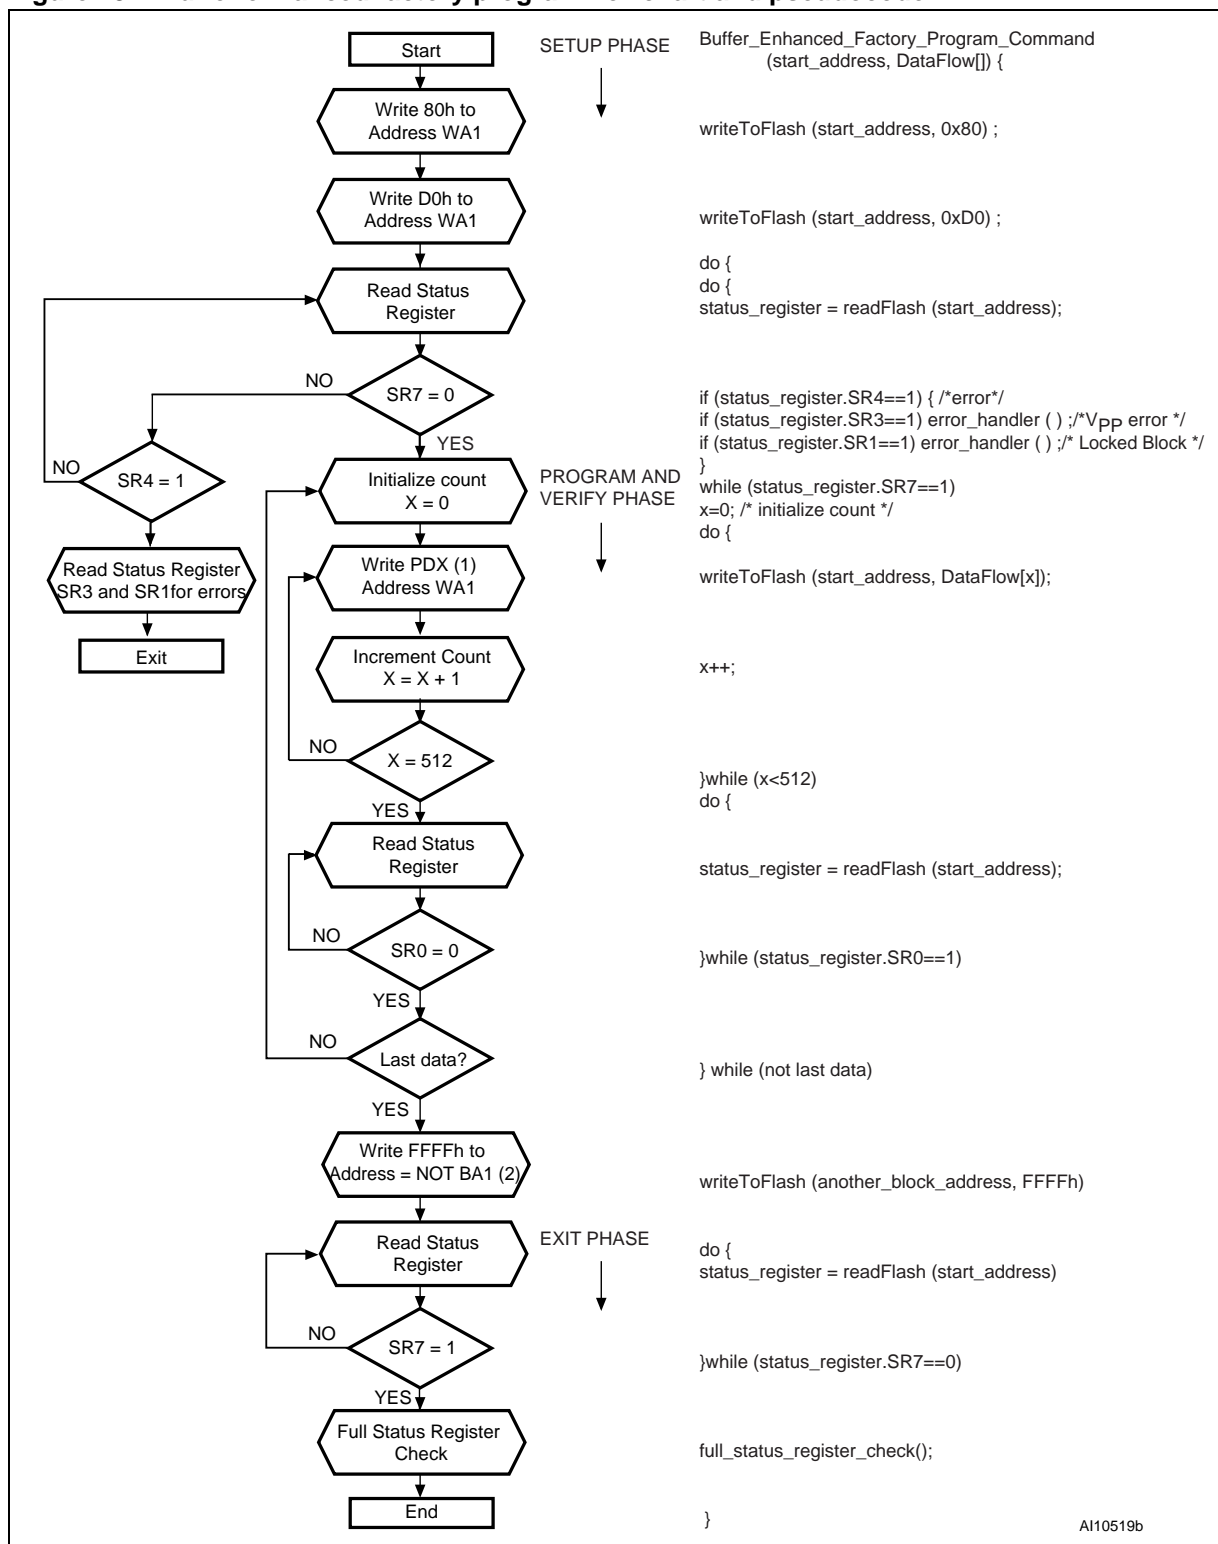 Start
SETUP PHASE
Buffer_Enhanced_Factory_Program_Command
(start_address, DataFlow[]) {
Write 80h to
Address WA1
writeToFlash (start_address, 0x80) ;
Write D0h to
Address WA1
writeToFlash (start_address, 0xD0) ;
do {
do {
Read Status
Register
status_register = readFlash (start_address);
NO
SR7 = 0
YES
if (status_register.SR4==1) { /*error*/
if (status_register.SR3==1) error_handler ( ) ;/*VPP error */
if (status_register.SR1==1) error_handler ( ) ;/* Locked Block */
}
NO
SR4 = 1
Initialize count
X = 0
PROGRAM AND
VERIFY PHASE
while (status_register.SR7==1)
x=0; /* initialize count */
do {
Read Status Register
SR3 and SR1for errors
Write PDX (1)
Address WA1
writeToFlash (start_address, DataFlow[x]);
Exit
Increment Count
X = X + 1
x++;
NO
X = 512
YES
}while (x<512)
do {
Read Status
Register
status_register = readFlash (start_address);
NO
SR0 = 0
YES
}while (status_register.SR0==1)
NO
Last data?
YES
} while (not last data)
Write FFFFh to
Address = NOT BA1 (2)
writeToFlash (another_block_address, FFFFh)
Read Status
Register
EXIT PHASE
do {
status_register = readFlash (start_address)
NO
SR7 = 1
YES
}while (status_register.SR7==0)
Full Status Register
Check
full_status_register_check();
End
}
AI10519b